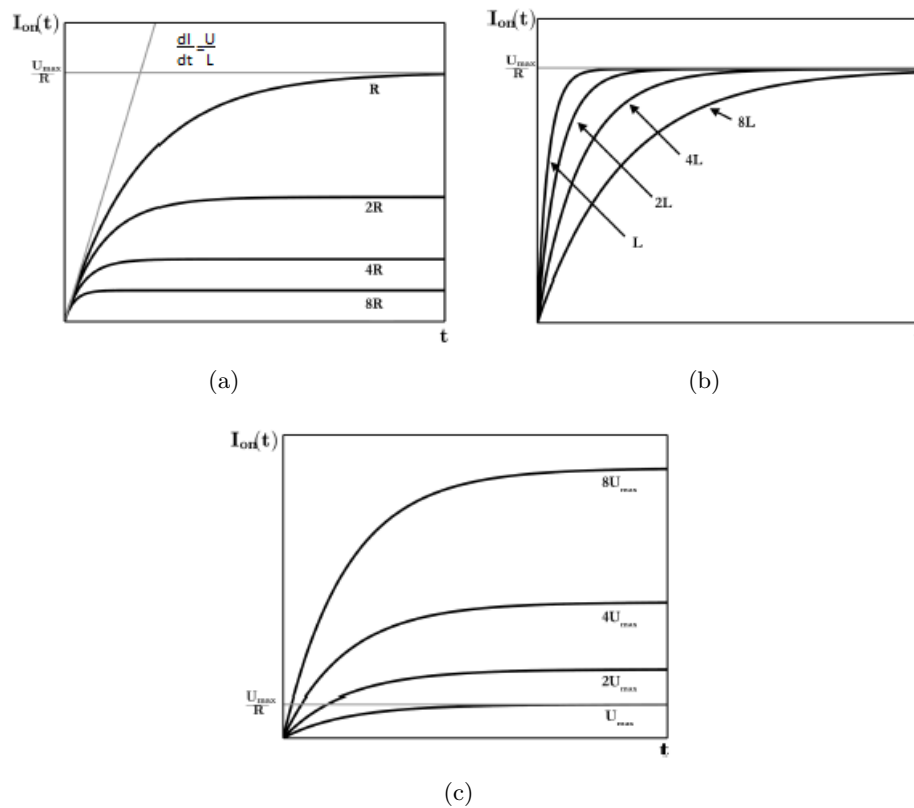 I_on(t)
dI/dt = U/L
U_max/R
R
2R
4R
8R
t
(a)
I_on(t)
U_max/R
8L
4L
2L
L
(b)
I_on(t)
8U_max
4U_max
2U_max
U_max/R
U_max
t
(c)